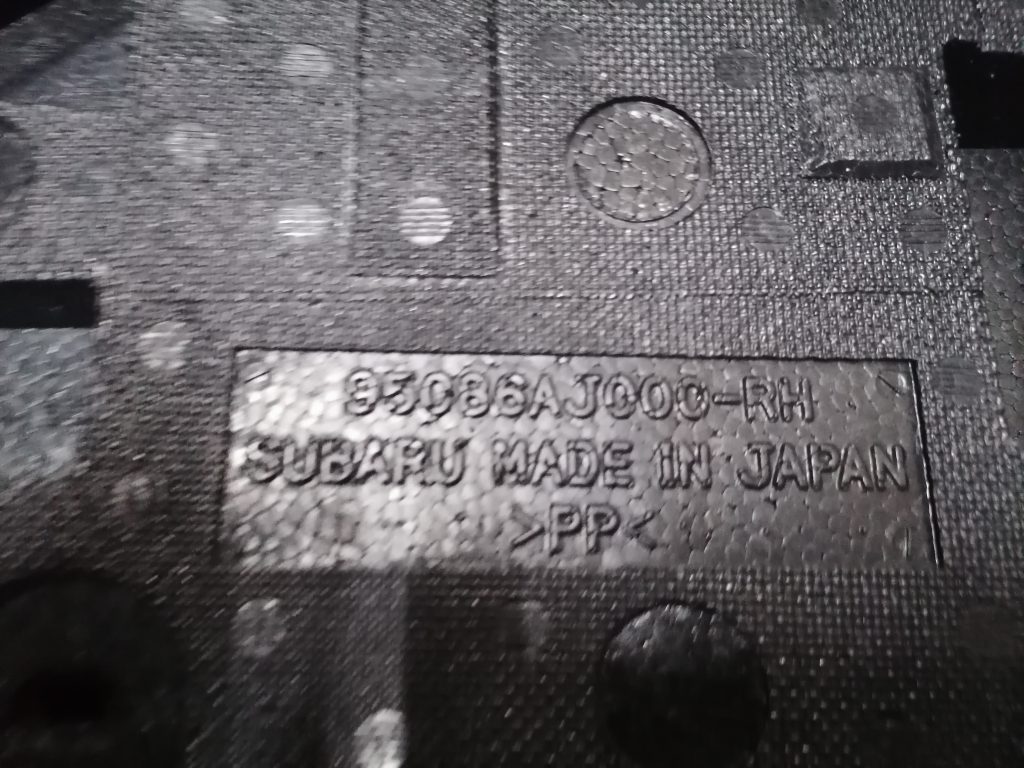 95086AJ000-RH
SUBARU MADE IN JAPAN
>PP<